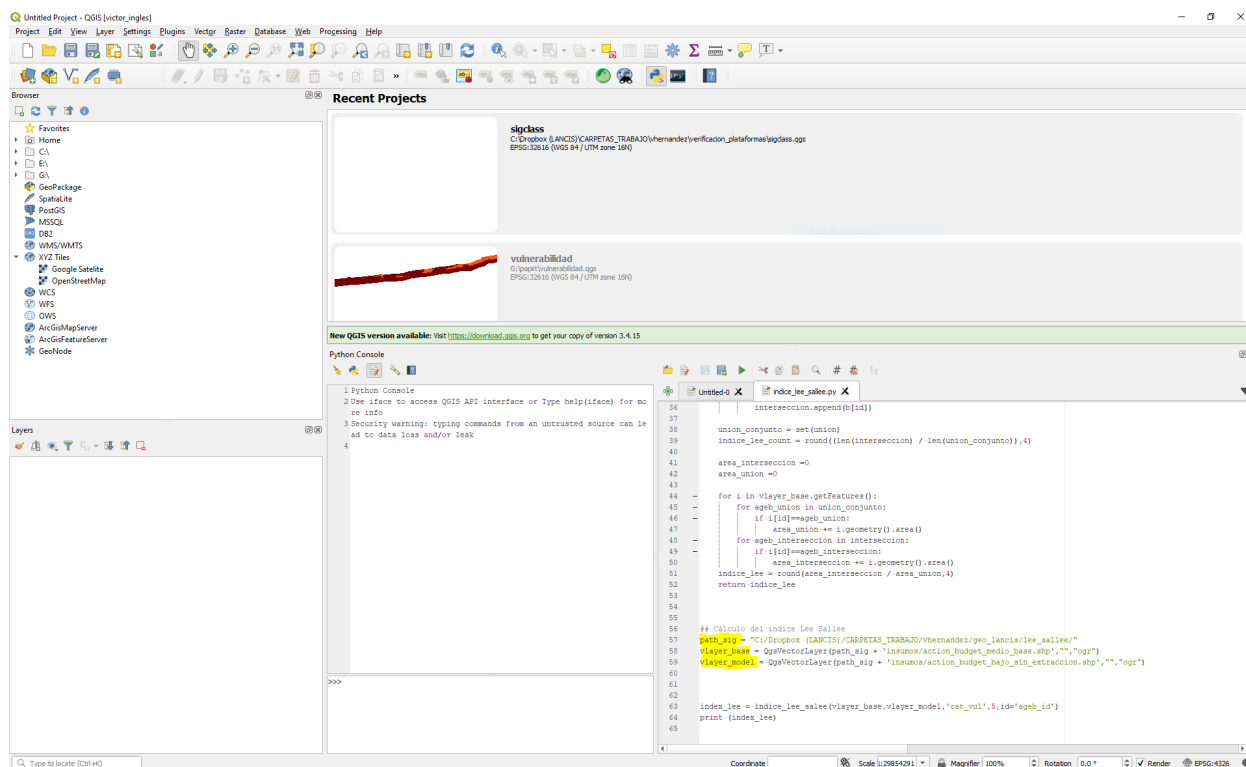 Untitled Project - QGIS [victor_ingles]
Project Edit View Layer Settings Plugins Vector Raster Database Web Processing Help
Browser
Favorites
Home
C:\
E:\
G:\
GeoPackage
SpatiaLite
PostGIS
MSSQL
DB2
WMS/WMTS
XYZ Tiles
Google Satelite
OpenStreetMap
WCS
WFS
OWS
ArcGisMapServer
ArcGisFeatureServer
GeoNode
Layers
Recent Projects
sigclass
C:\Dropbox (LANCIS)\CARPETAS_TRABAJO\vhernandez\verificacion_plataformas\sigclass.qgs
EPSG:32616 (WGS 84 / UTM zone 16N)
vulnerabilidad
G:\papiit\vulnerabilidad.qgs
EPSG:32616 (WGS 84 / UTM zone 16N)
New QGIS version available: Visit https://download.qgis.org to get your copy of version 3.4.15
Python Console
1 Python Console
2 Use iface to access QGIS API interface or Type help(iface) for mo
re info
3 Security warning: typing commands from an untrusted source can le
ad to data loss and/or leak
4
>>>
Untitled-0
indice_lee_sallee.py
36 interseccion.append(b[id])
37
38 union_conjunto = set(union)
39 indice_lee_count = round((len(interseccion) / len(union_conjunto)),4)
40
41 area_interseccion =0
42 area_union =0
43
44 for i in vlayer_base.getFeatures():
45 for ageb_union in union_conjunto:
46 if i[id]==ageb_union:
47 area_union += i.geometry().area()
48 for ageb_interseccion in interseccion:
49 if i[id]==ageb_interseccion:
50 area_interseccion += i.geometry().area()
51 indice_lee = round(area_interseccion / area_union,4)
52 return indice_lee
53
54
55
56 ## Cálculo del índice Lee Sallee
57 path_sig = "C:/Dropbox (LANCIS)/CARPETAS_TRABAJO/vhernandez/geo_lancis/lee_sallee/"
58 vlayer_base = QgsVectorLayer(path_sig + 'insumos/action_budget_medio_base.shp',"","ogr")
59 vlayer_model = QgsVectorLayer(path_sig + 'insumos/action_budget_bajo_sin_extraccion.shp',"","ogr")
60
61
62
63 index_lee = indice_lee_salee(vlayer_base,vlayer_model,'cat_vul',5,id='ageb_id')
64 print (index_lee)
65
Type to locate (Ctrl+K)
Coordinate
Scale 1:29854291
Magnifier 100%
Rotation 0.0 °
Render
EPSG:4326